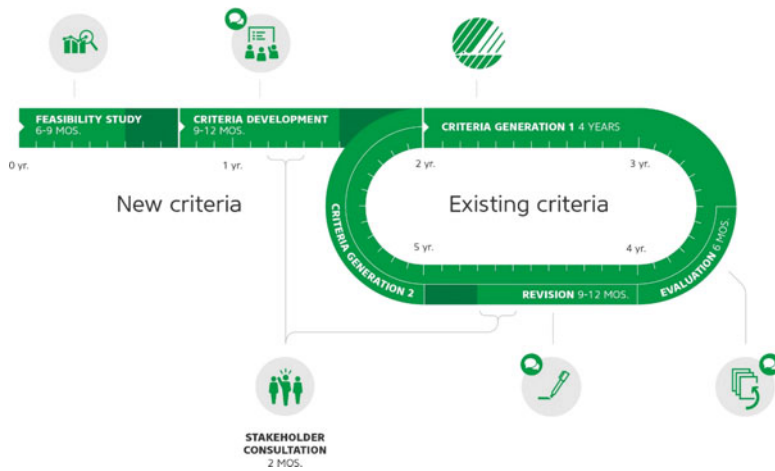 FEASIBILITY STUDY
6-9 MOS.
CRITERIA DEVELOPMENT
9-12 MOS.
CRITERIA GENERATION 1 4 YEARS
0 yr.
1 yr.
2 yr.
3 yr.
New criteria
Existing criteria
CRITERIA GENERATION 2
5 yr.
4 yr.
EVALUATION 6 MOS.
REVISION 9-12 MOS.
STAKEHOLDER
CONSULTATION
2 MOS.